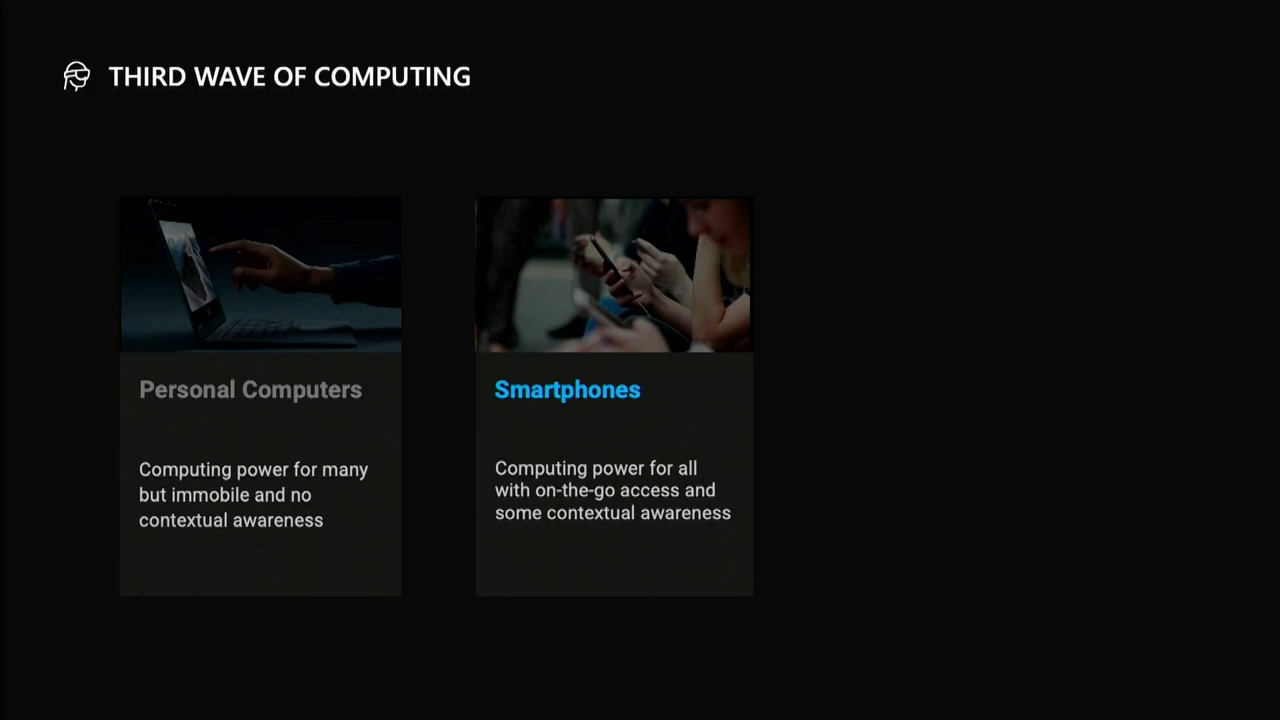 THIRD WAVE OF COMPUTING
Personal Computers
Computing power for many
but immobile and no
contextual awareness
Smartphones
Computing power for all
with on-the-go access and
some contextual awareness